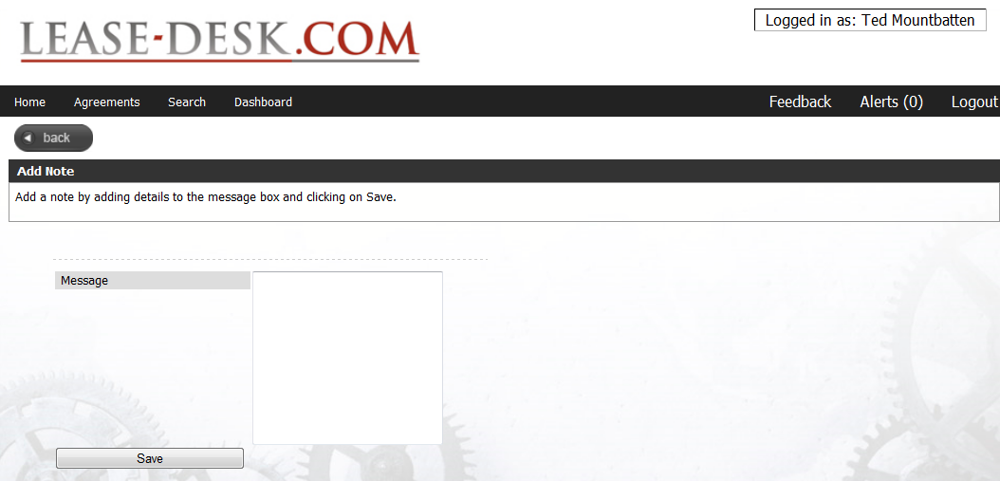 LEASE-DESK.COM
Logged in as: Ted Mountbatten
Home Agreements Search Dashboard Feedback Alerts (0) Logout
back
Add Note
Add a note by adding details to the message box and clicking on Save.
Message
Save